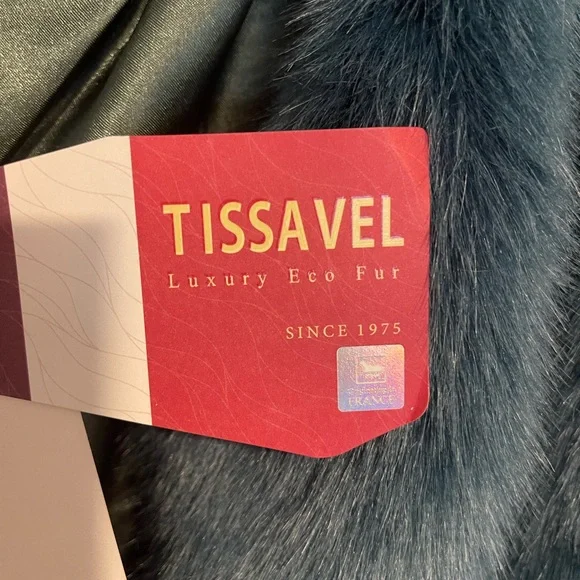 TISSAVEL
Luxury Eco Fur
SINCE 1975
FRANCE